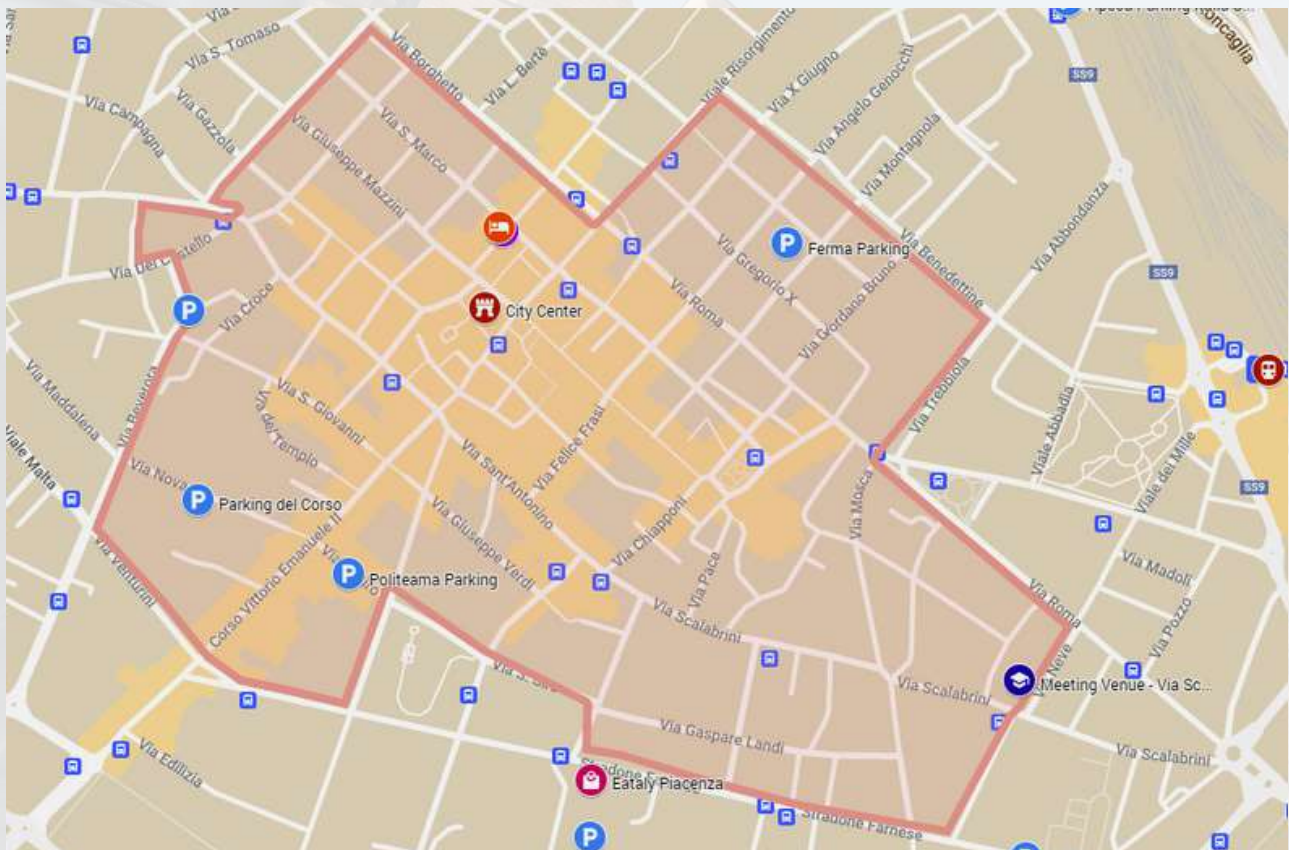 Via S. Tomaso
Via Borghetto
Via L. Bertè
Viale Risorgimento
Via X Giugno
Via Angelo Genocchi
Roncaglia
SS9
Via Campagna
Via Gazzola
Via Giuseppe Mazzini
Via S. Marco
Via Montagnola
Via Abbondanza
P
Ferma Parking
Via Benedettine
Via Gregorio X
Via Giordano Bruno
SS9
P
Via Croce
City Center
Via Roma
Via Maddalena
Via Beverora
Via S. Giovanni
Via del Tempio
Via Sant'Antonino
Via Felice Frasi
Via Trebbiola
Viale Abbadia
Viale dei Mille
SS9
Viale Malta
Via Nova
P
Parking del Corso
Via Giuseppe Verdi
Via Chiapponi
Via Mosca
Via Venturini
Corso Vittorio Emanuele II
P
Politeama Parking
Via Pace
Via Scalabrini
Via Roma
Via Madoli
Via Pozzo
Meeting Venue - Via Sc...
Via Scalabrini
Via Gaspare Landi
Via Scalabrini
Via Edilizia
Eataly Piacenza
Stradone Farnese
P